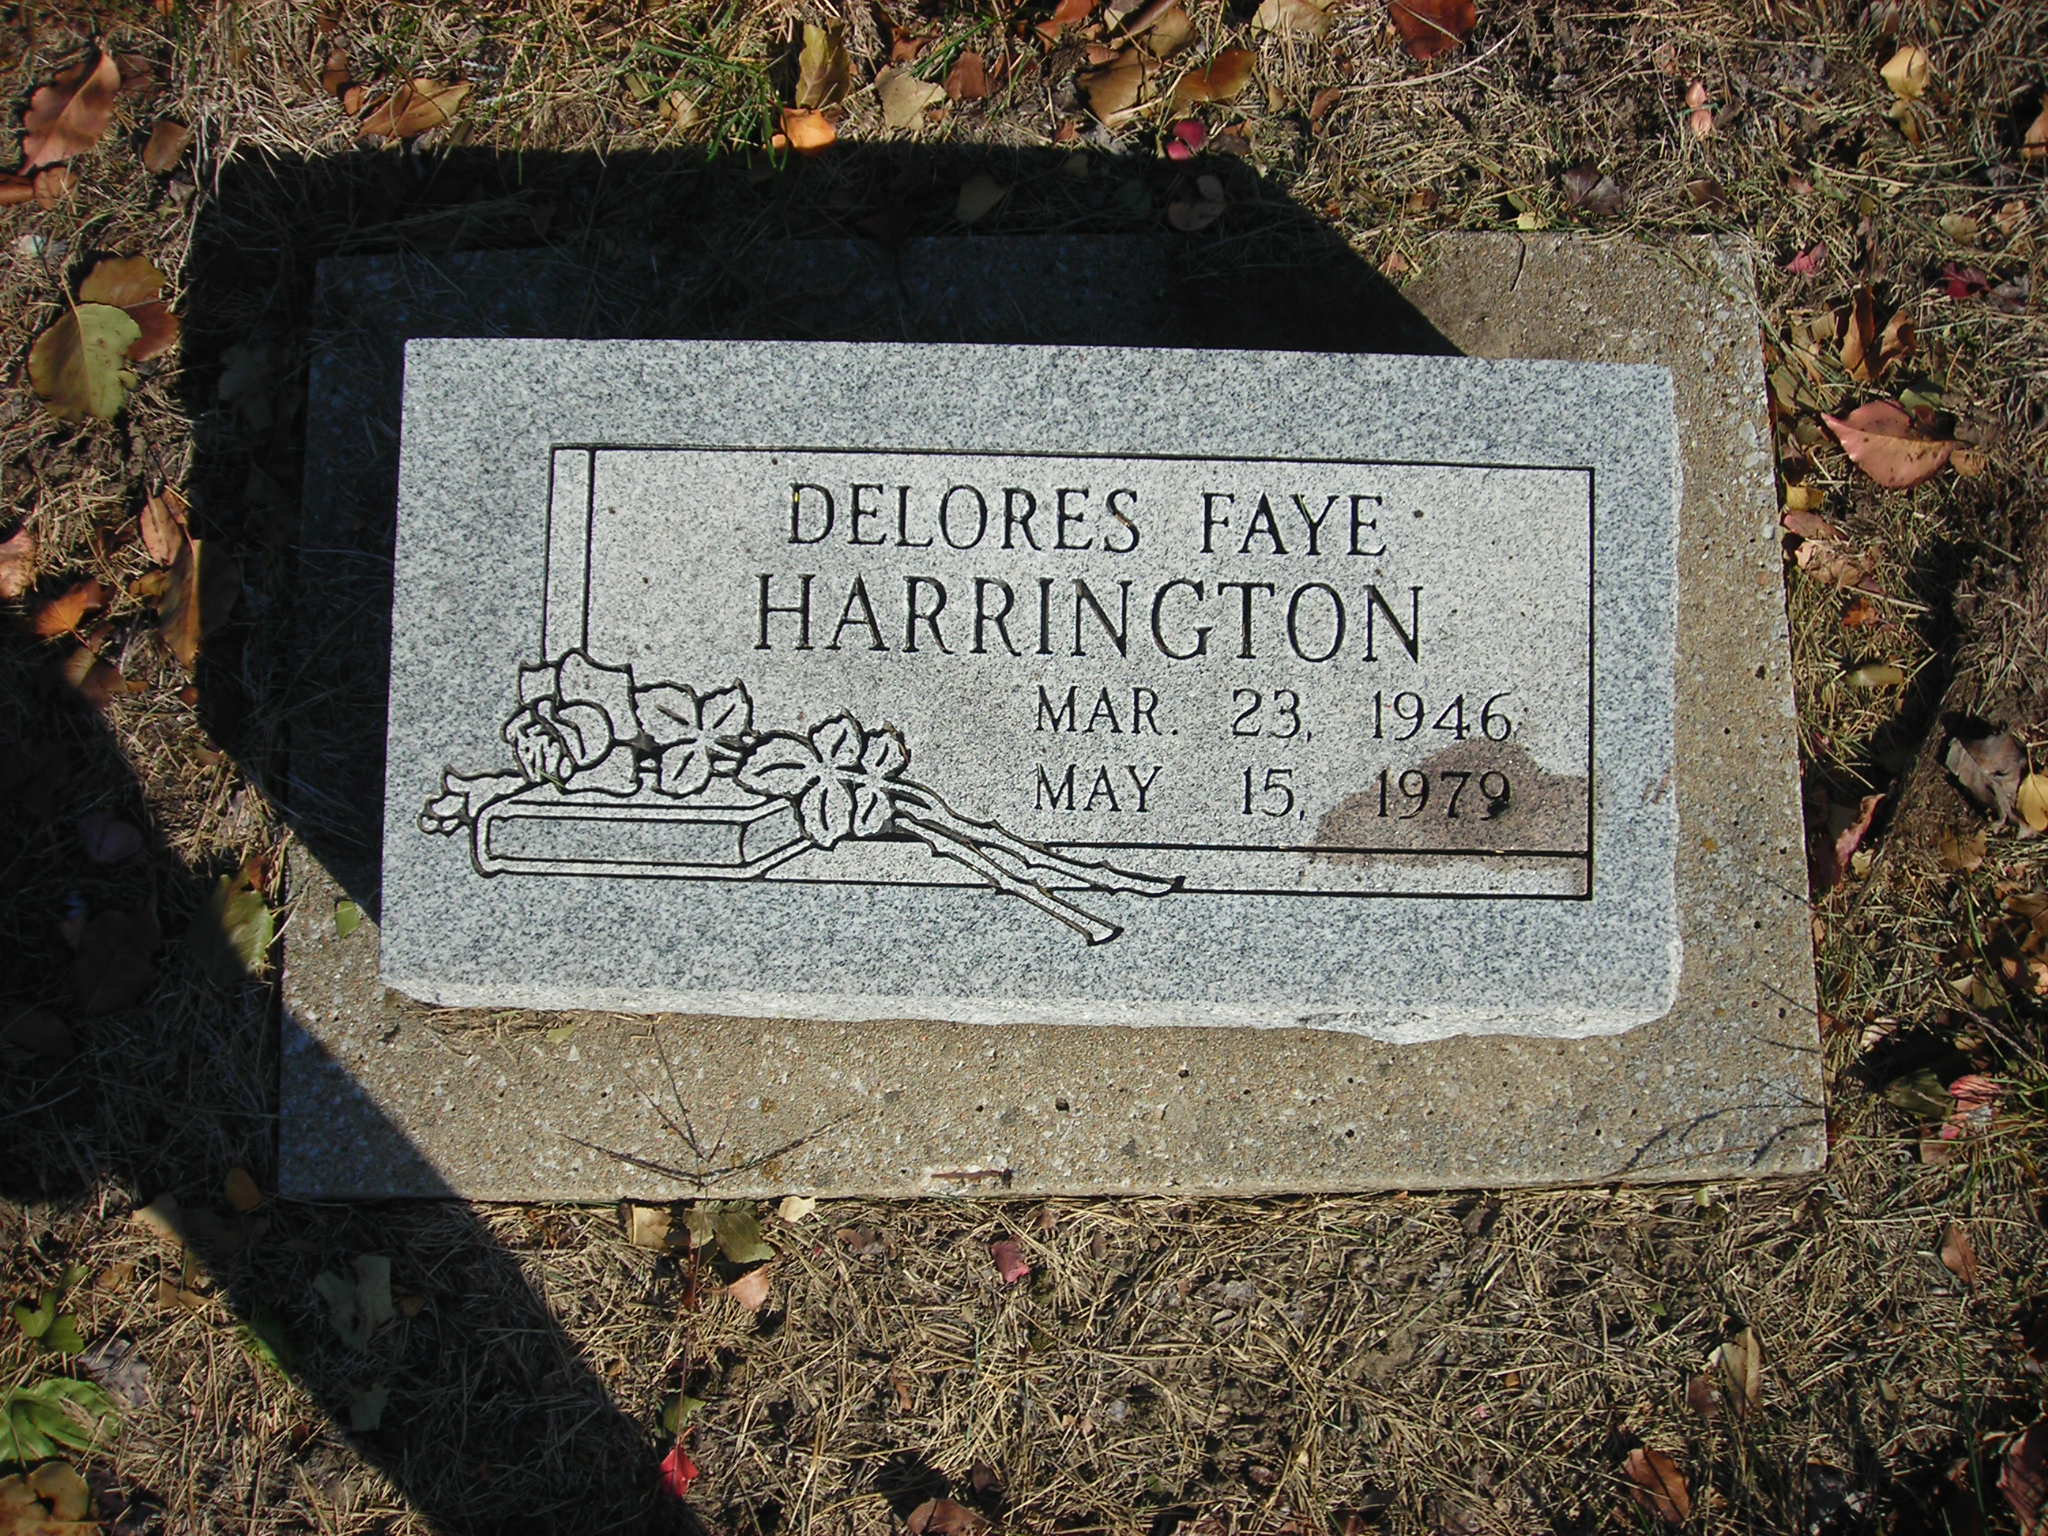 DELORES FAYE
HARRINGTON
MAR. 23, 1946
MAY 15, 1979